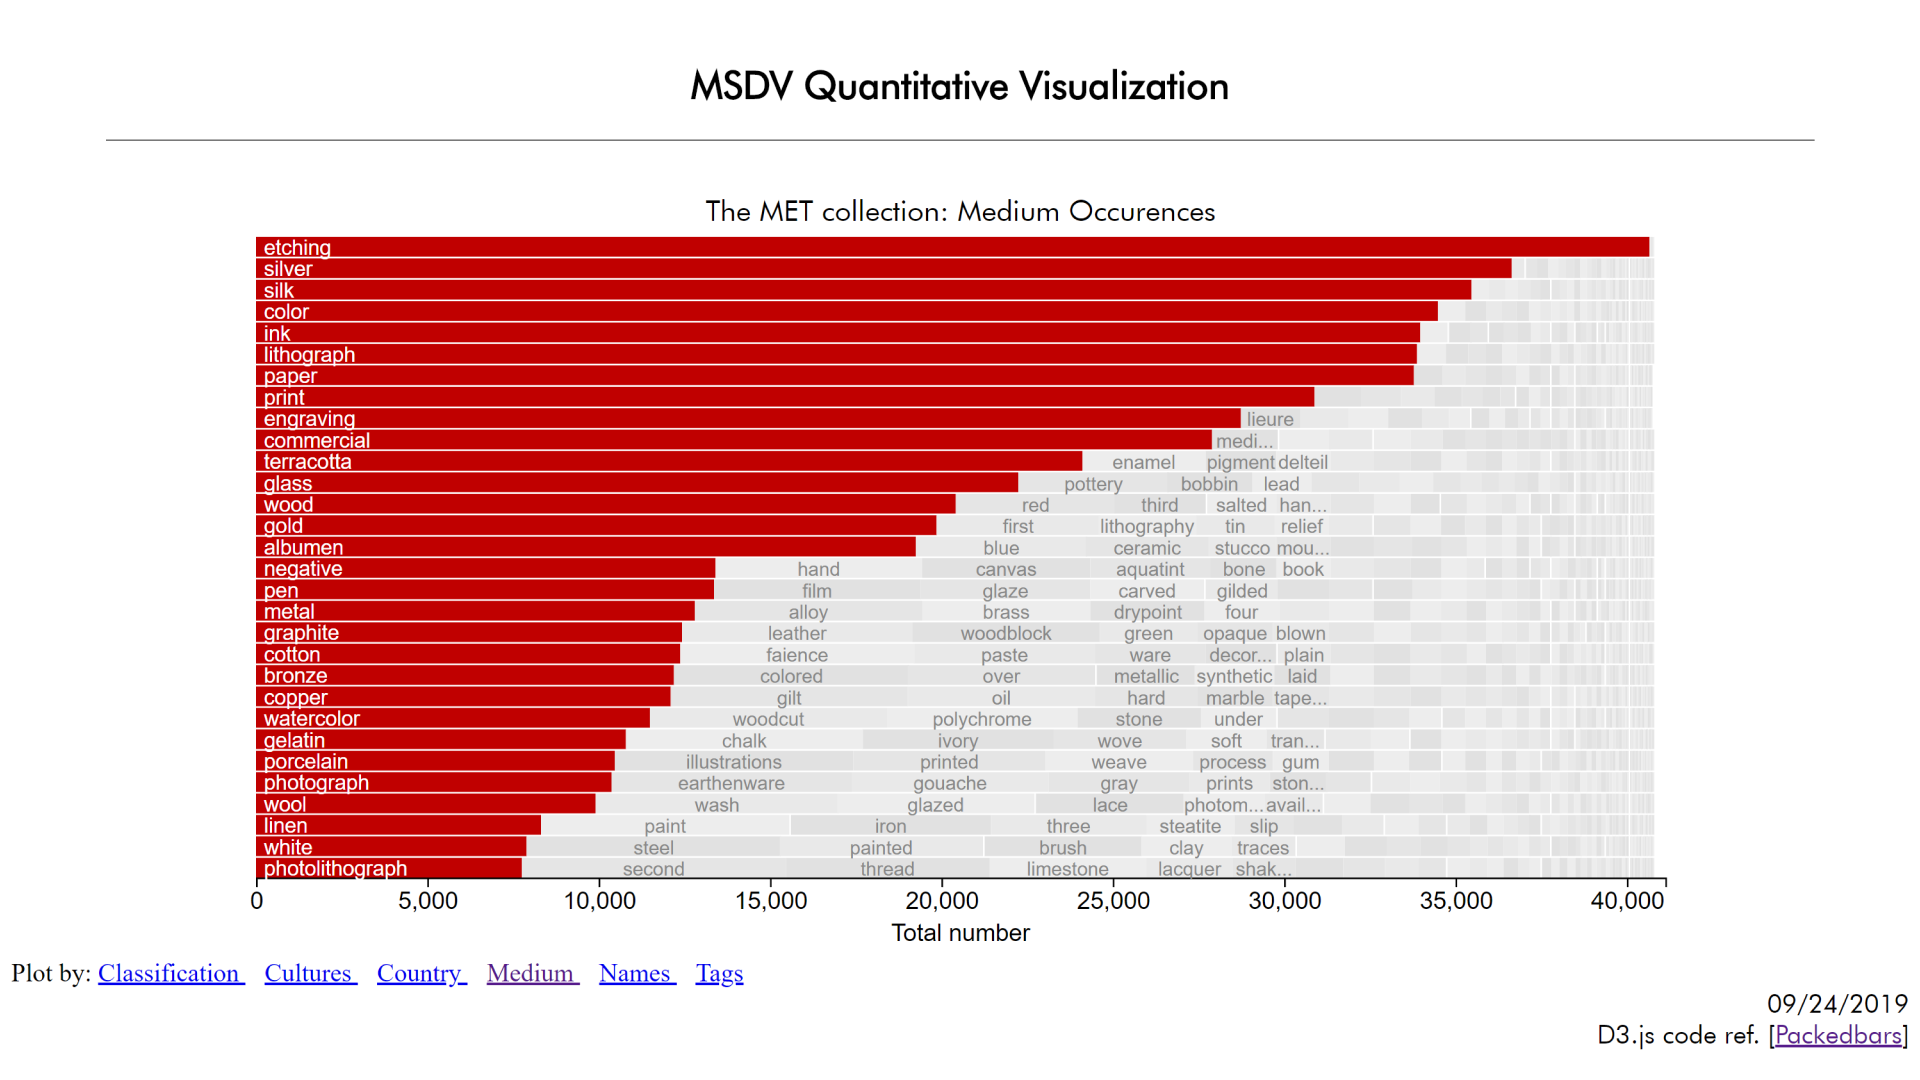 MSDV Quantitative Visualization
The MET collection: Medium Occurences
etching
silver
silk
color
ink
lithograph
paper
print
engraving lieure
commercial medi...
terracotta enamel pigment delteil
glass pottery bobbin lead
wood red third salted han...
gold first lithography tin relief
albumen blue ceramic stucco mou...
negative hand canvas aquatint bone book
pen film glaze carved gilded
metal alloy brass drypoint four
graphite leather woodblock green opaque blown
cotton faience paste ware decor... plain
bronze colored over metallic synthetic laid
copper gilt oil hard marble tape...
watercolor woodcut polychrome stone under
gelatin chalk ivory wove soft tran...
porcelain illustrations printed weave process gum
photograph earthenware gouache gray prints ston...
wool wash glazed lace photom... avail...
linen paint iron three steatite slip
white steel painted brush clay traces
photolithograph second thread limestone lacquer shak...
0 5,000 10,000 15,000 20,000 25,000 30,000 35,000 40,000
Total number
Plot by: Classification Cultures Country Medium Names Tags
09/24/2019
D3.js code ref. [Packedbars]